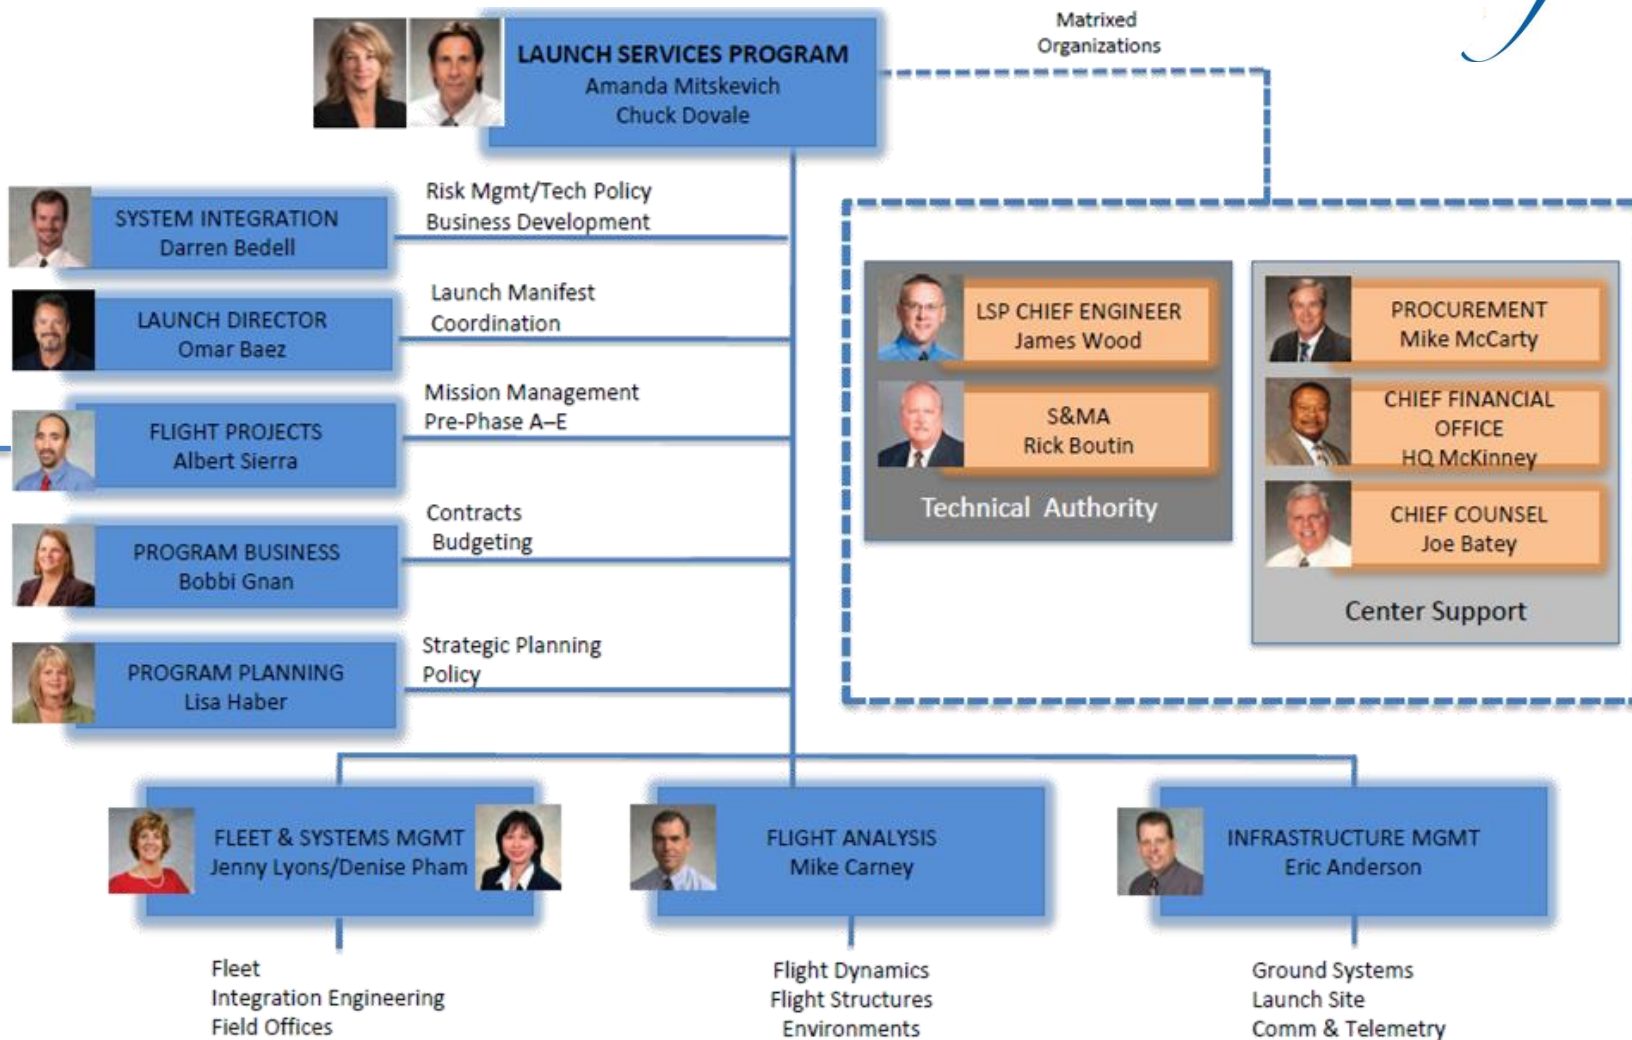 Matrixed
Organizations
LAUNCH SERVICES PROGRAM
Amanda Mitskevich
Chuck Dovale
SYSTEM INTEGRATION
Darren Bedell
Risk Mgmt/Tech Policy
Business Development
LAUNCH DIRECTOR
Omar Baez
Launch Manifest
Coordination
FLIGHT PROJECTS
Albert Sierra
Mission Management
Pre-Phase A–E
PROGRAM BUSINESS
Bobbi Gnan
Contracts
Budgeting
PROGRAM PLANNING
Lisa Haber
Strategic Planning
Policy
LSP CHIEF ENGINEER
James Wood
S&MA
Rick Boutin
Technical Authority
PROCUREMENT
Mike McCarty
CHIEF FINANCIAL
OFFICE
HQ McKinney
CHIEF COUNSEL
Joe Batey
Center Support
FLEET & SYSTEMS MGMT
Jenny Lyons/Denise Pham
Fleet
Integration Engineering
Field Offices
FLIGHT ANALYSIS
Mike Carney
Flight Dynamics
Flight Structures
Environments
INFRASTRUCTURE MGMT
Eric Anderson
Ground Systems
Launch Site
Comm & Telemetry